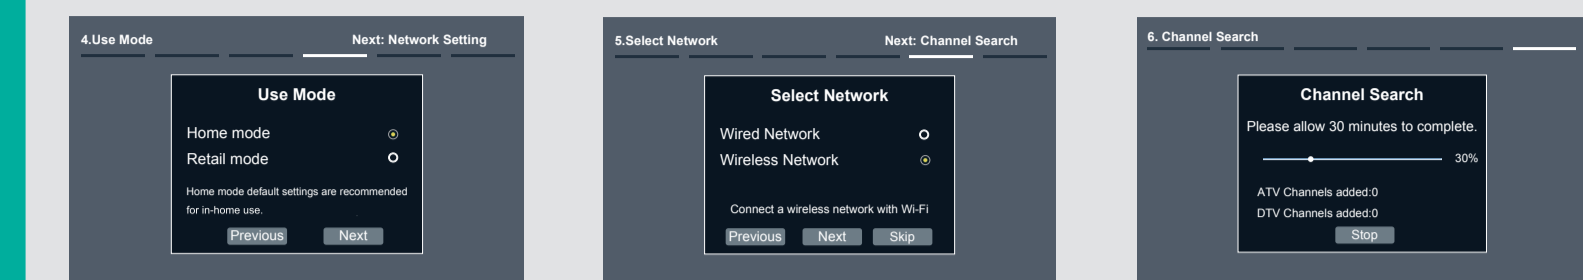 4.Use Mode Next: Network Setting
Use Mode
Home mode
Retail mode
Home mode default settings are recommended
for in-home use.
Previous Next
5.Select Network Next: Channel Search
Select Network
Wired Network
Wireless Network
Connect a wireless network with Wi-Fi
Previous Next Skip
6. Channel Search
Channel Search
Please allow 30 minutes to complete.
30%
ATV Channels added:0
DTV Channels added:0
Stop